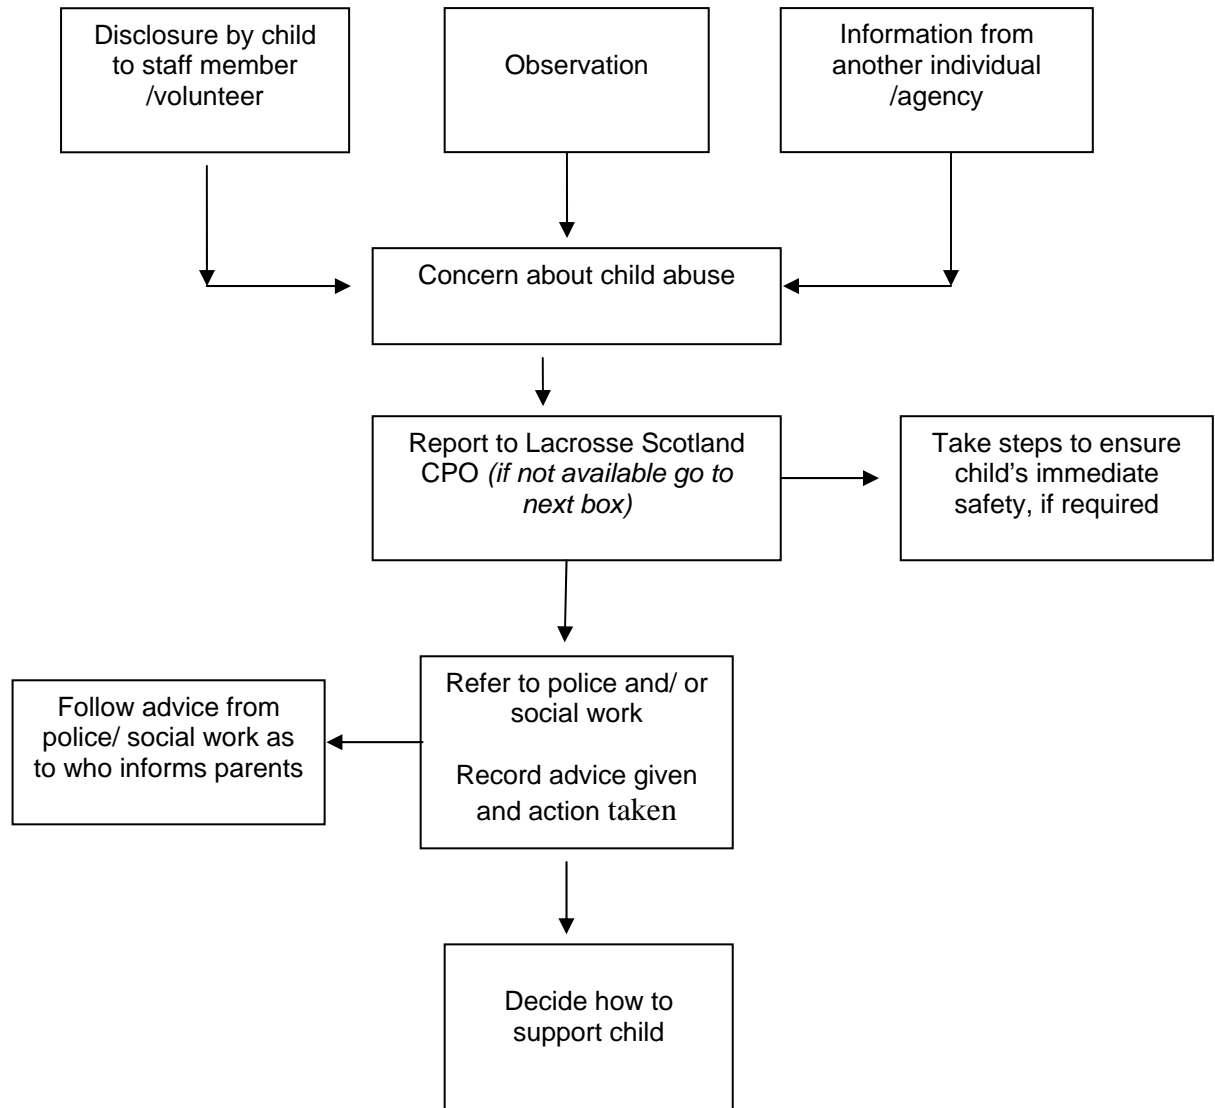 Disclosure by child
to staff member
/volunteer
Observation
Information from
another individual
/agency
Concern about child abuse
Report to Lacrosse Scotland
CPO (if not available go to
next box)
Take steps to ensure
child's immediate
safety, if required
Refer to police and/ or
social work
Record advice given
and action taken
Follow advice from
police/ social work as
to who informs parents
Decide how to
support child